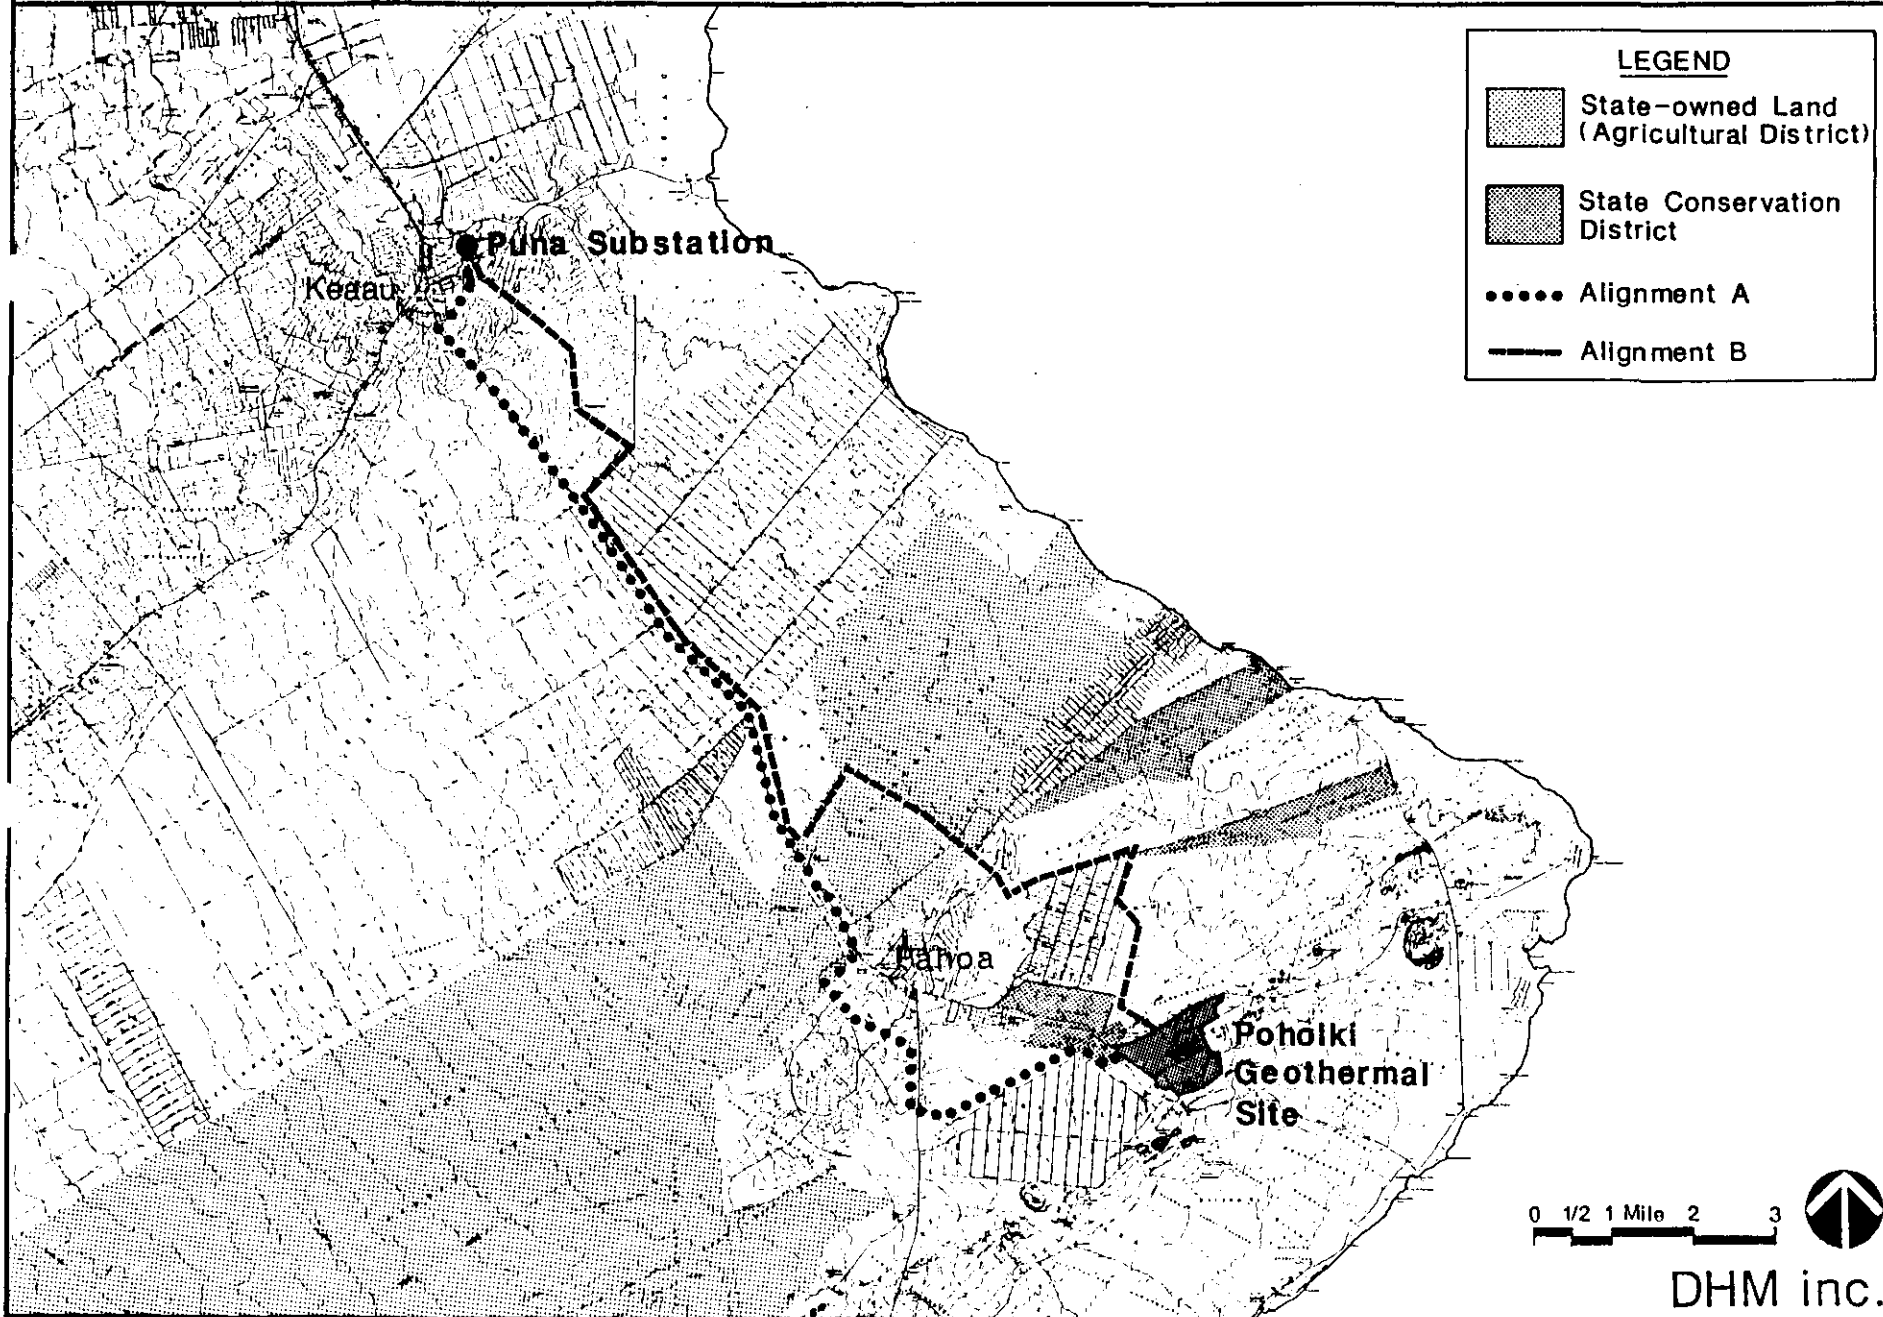 LEGEND
State-owned Land
(Agricultural District)
State Conservation
District
Alignment A
Alignment B
Puna Substation
Keaau
Pahoa
Poholki
Geothermal
Site
0 1/2 1 Mile 2 3
DHM inc.